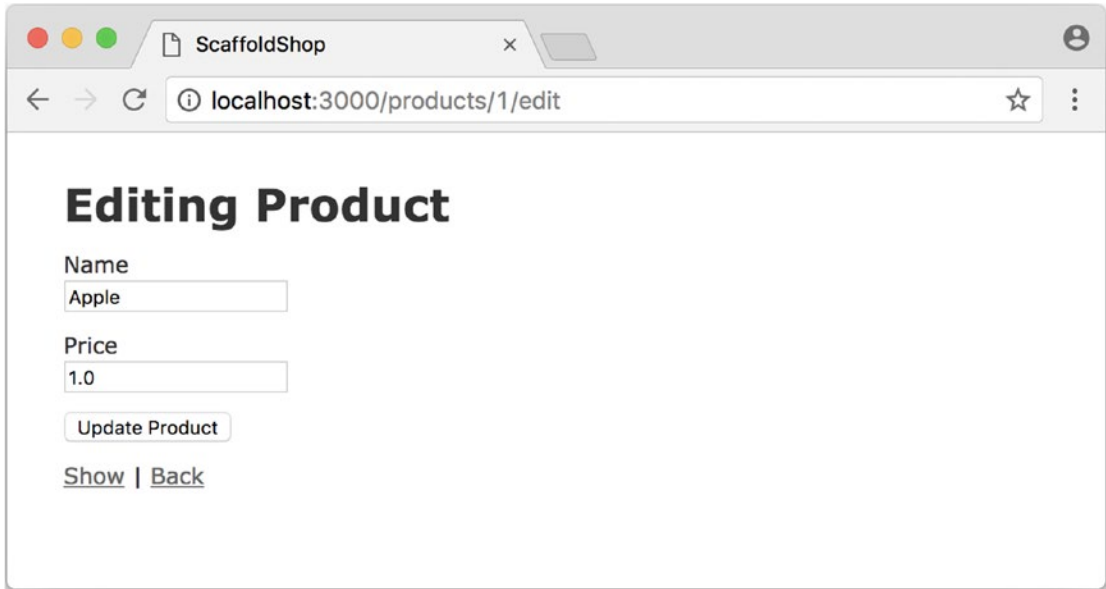 ScaffoldShop
localhost:3000/products/1/edit
Editing Product
Name
Apple
Price
1.0
Update Product
Show | Back